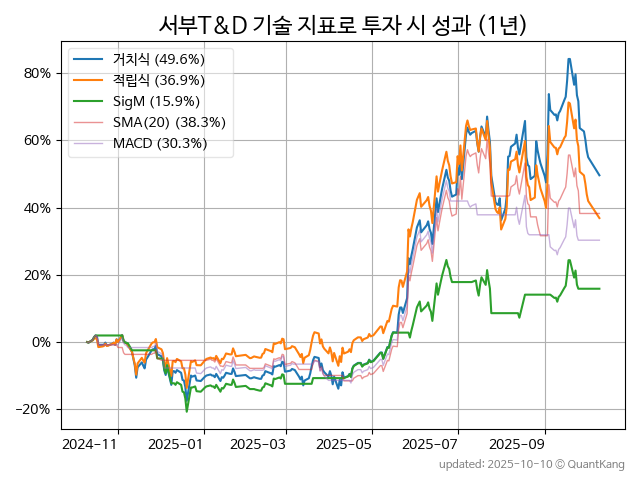 서부T&D 기술 지표로 투자 시 성과 (1년)
거치식 (49.6%)
적립식 (36.9%)
SigM (15.9%)
SMA(20) (38.3%)
MACD (30.3%)
80%
60%
40%
20%
0%
−20%
2024-11
2025-01
2025-03
2025-05
2025-07
2025-09
updated: 2025-10-10 © QuantKang